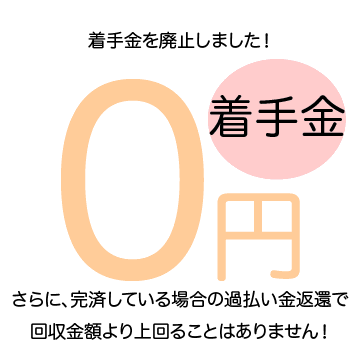 着手金を廃止しました！
着手金
0円
さらに、完済している場合の過払い金返還で
回収金額より上回ることはありません！